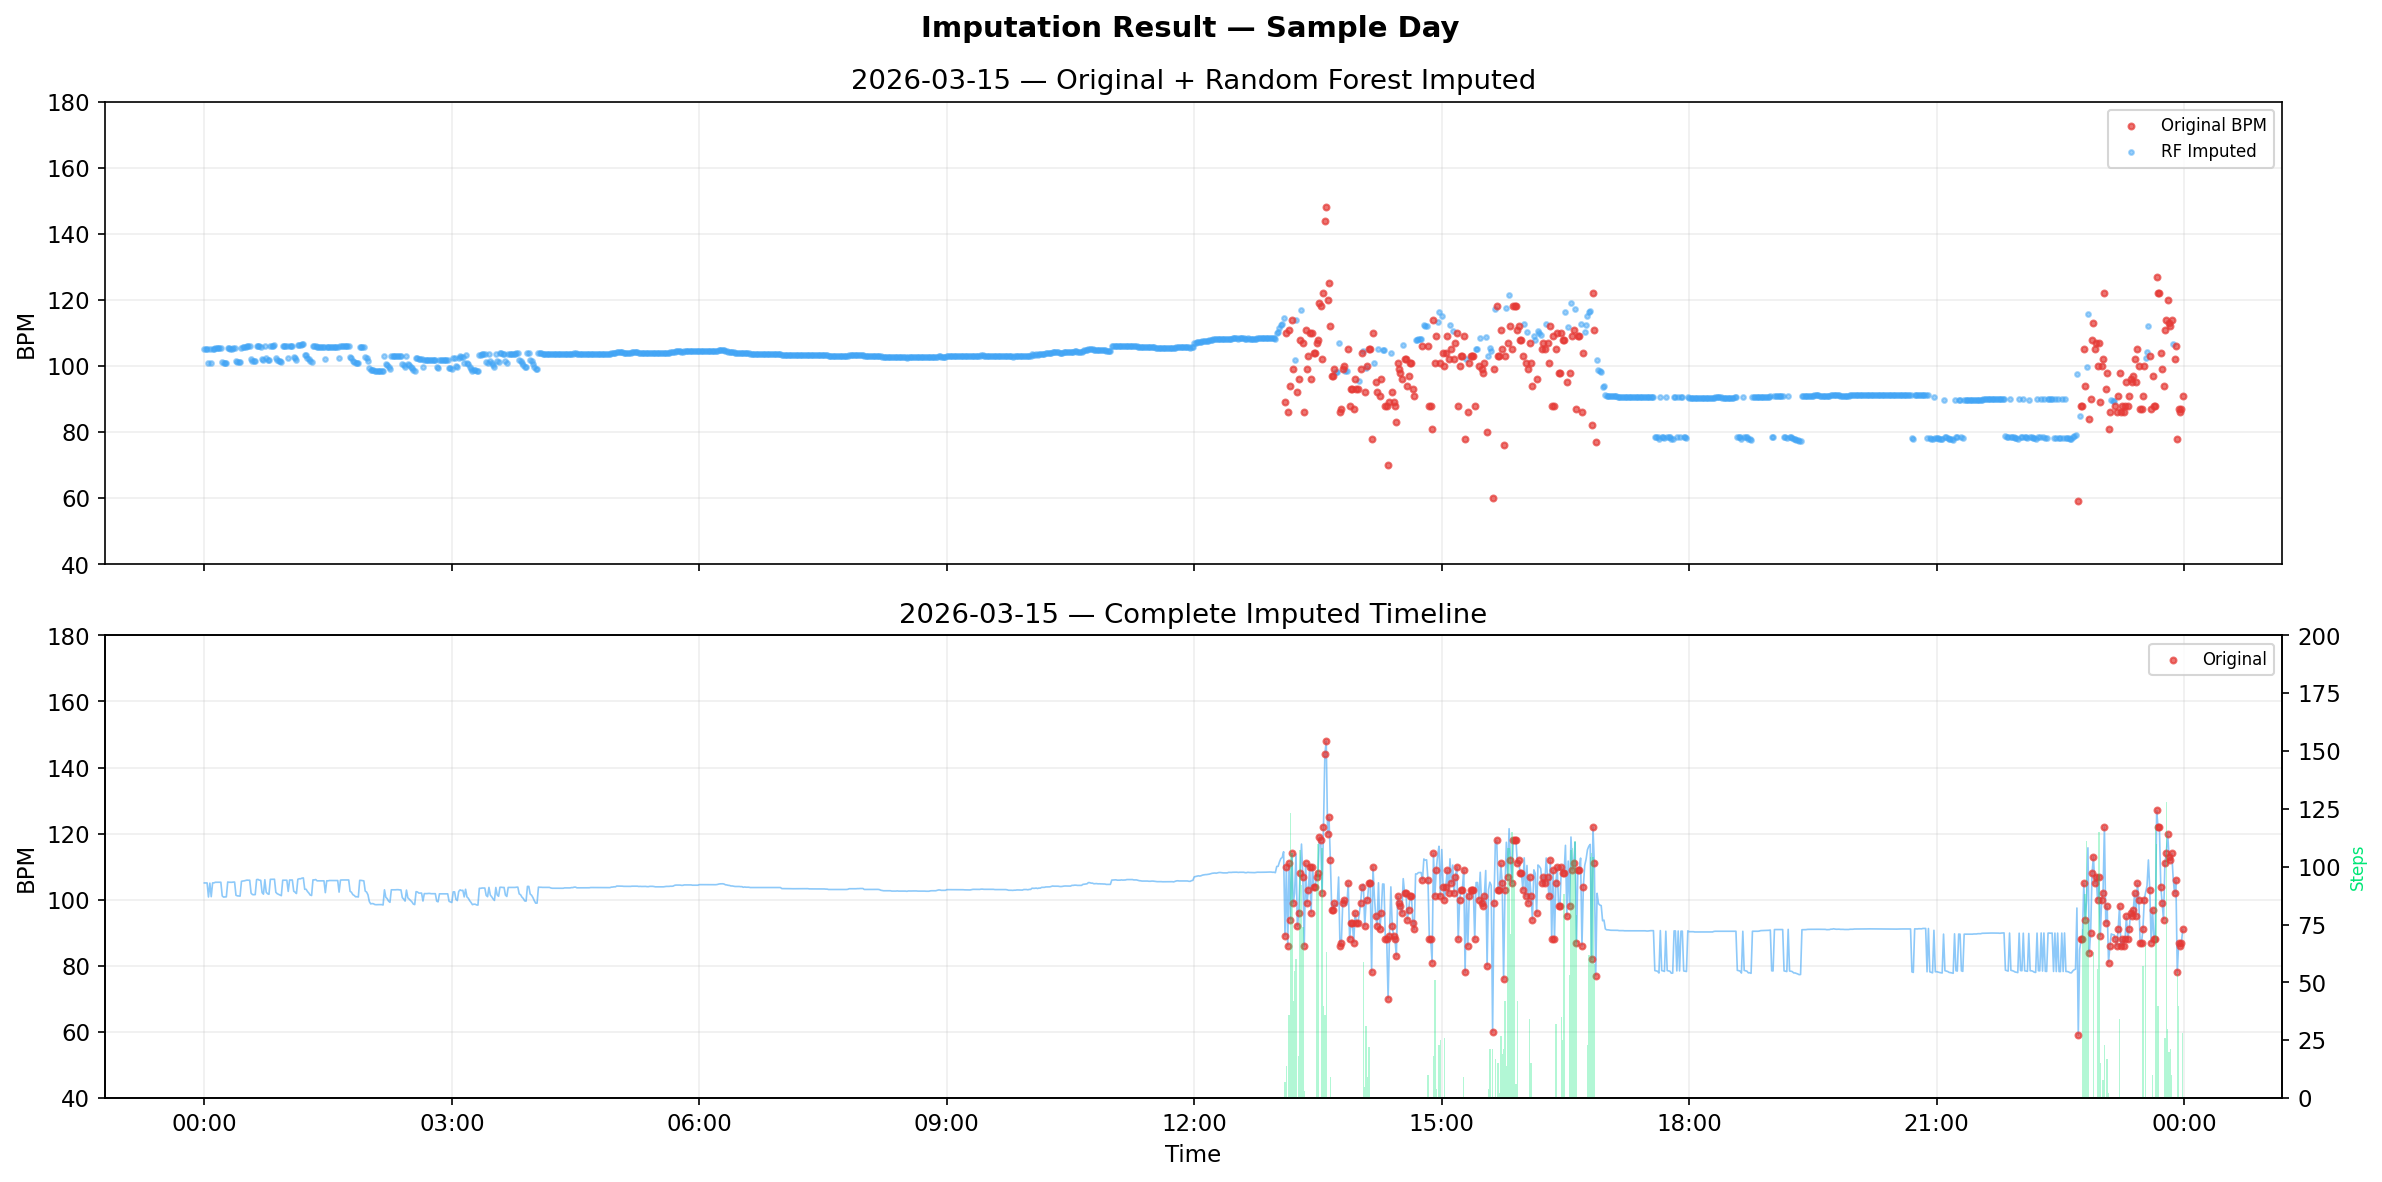 Imputation Result — Sample Day
2026-03-15 — Original + Random Forest Imputed
180
160
140
120
100
80
60
40
BPM
Original BPM
RF Imputed
2026-03-15 — Complete Imputed Timeline
180
160
140
120
100
80
60
40
BPM
Original
200
175
150
125
100
75
50
25
0
Steps
00:00 03:00 06:00 09:00 12:00 15:00 18:00 21:00 00:00
Time